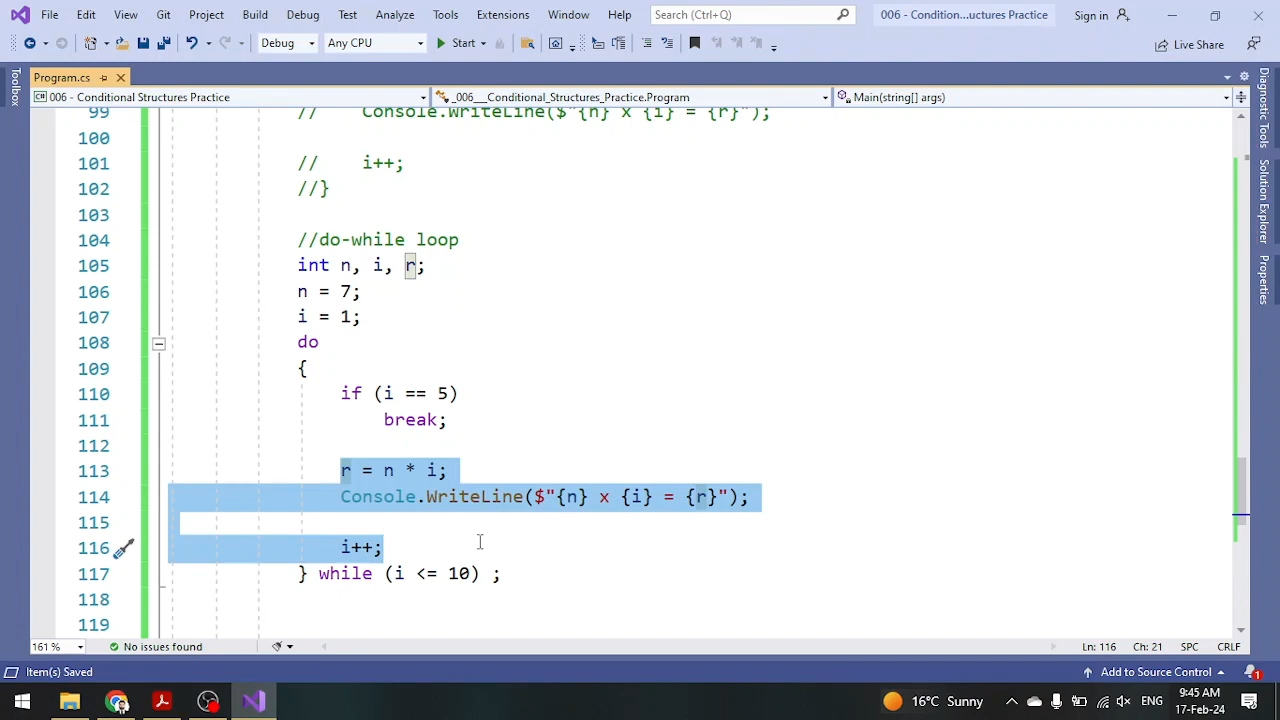 File Edit View Git Project Build Debug Test Analyze Tools Extensions Window Help Search (Ctrl+Q) 006 - Condition...uctures Practice Sign in
Debug Any CPU Start Live Share
Program.cs
006 - Conditional Structures Practice _006___Conditional_Structures_Practice.Program Main(string[] args)
Toolbox
Diagnostic Tools
Solution Explorer
Properties
99 // Console.WriteLine($"{n} x {i} = {r}");
100
101 // i++;
102 //}
103
104 //do-while loop
105 int n, i, r;
106 n = 7;
107 i = 1;
108 do
109 {
110 if (i == 5)
111 break;
112
113 r = n * i;
114 Console.WriteLine($"{n} x {i} = {r}");
115
116 i++;
117 } while (i <= 10) ;
118
119
161 % No issues found Ln: 116 Ch: 21 SPC CRLF
Item(s) Saved Add to Source Control 1
16°C Sunny ENG 9:45 AM
17-Feb-24